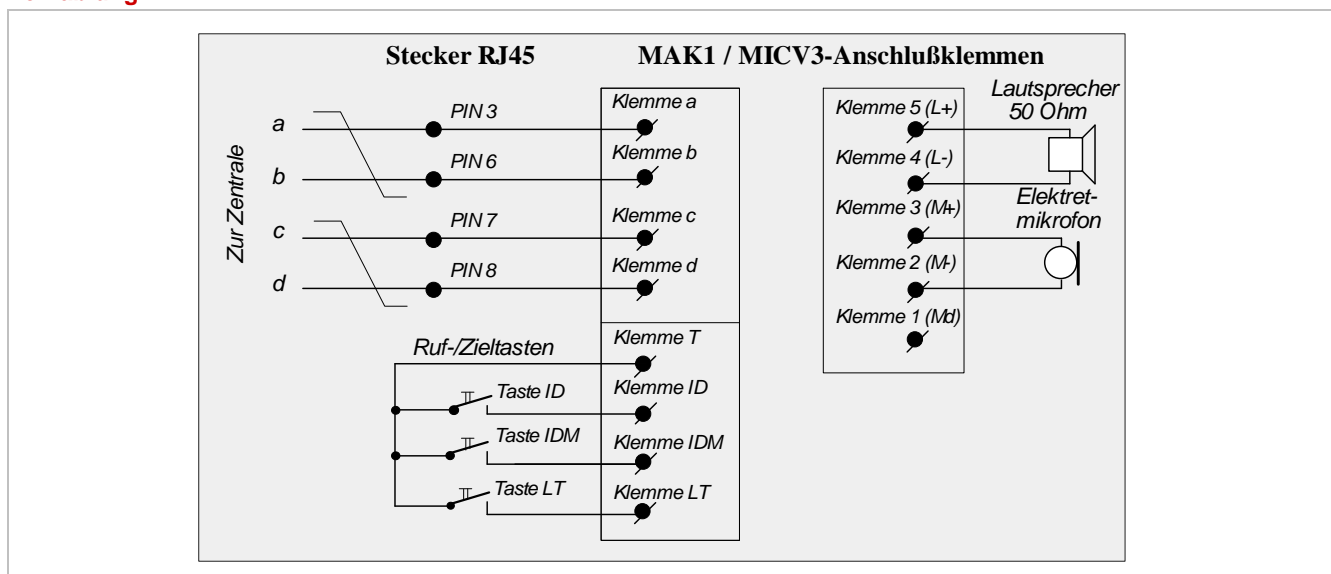 Stecker RJ45
MAK1 / MICV3-Anschlußklemmen
Zur Zentrale
a
PIN 3
Klemme a
b
PIN 6
Klemme b
c
PIN 7
Klemme c
d
PIN 8
Klemme d
Ruf-/Zieltasten
Klemme T
Taste ID
Klemme ID
Taste IDM
Klemme IDM
Taste LT
Klemme LT
Klemme 5 (L+)
Klemme 4 (L-)
Klemme 3 (M+)
Klemme 2 (M-)
Klemme 1 (Md)
Lautsprecher
50 Ohm
Elektret-
mikrofon